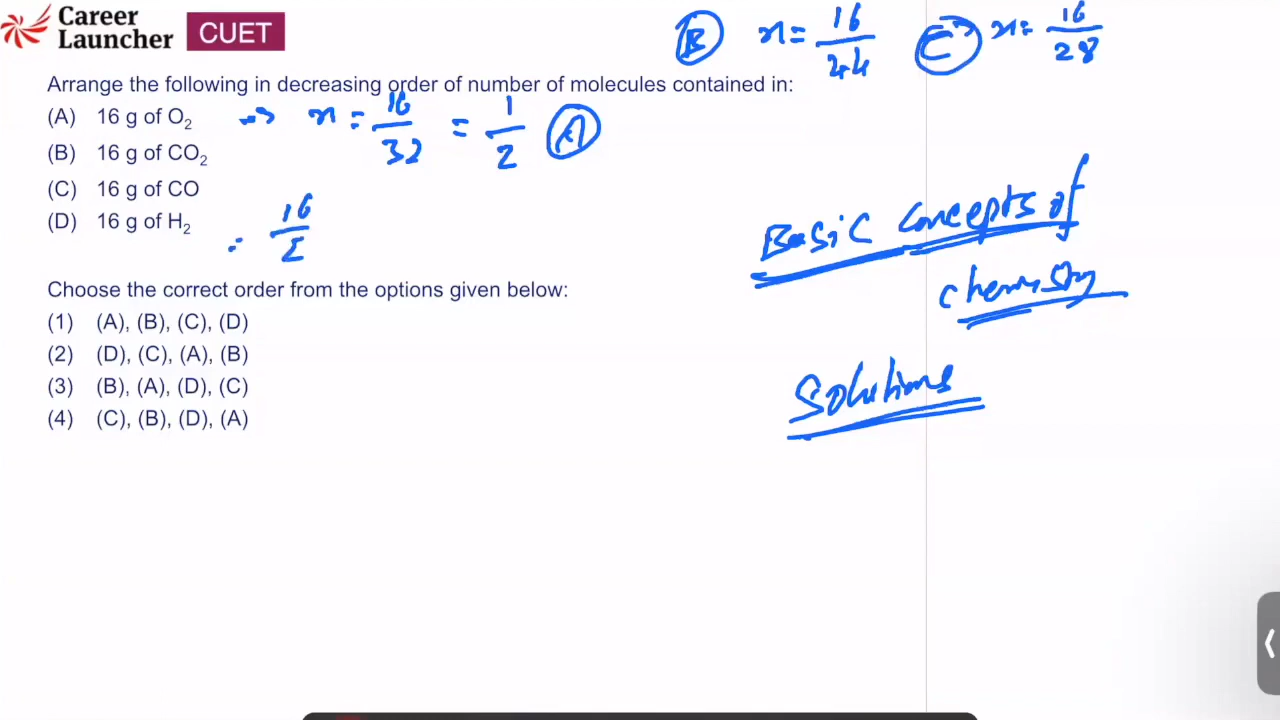 Career
Launcher
CUET
(B) n = 16/44 (C) n = 16/28
Arrange the following in decreasing order of number of molecules contained in:
(A) 16 g of O₂ → n = 16/32 = 1/2 (A)
(B) 16 g of CO₂
(C) 16 g of CO
(D) 16 g of H₂ = 16/2
Basic concepts of
chemistry
Choose the correct order from the options given below:
(1) (A), (B), (C), (D)
(2) (D), (C), (A), (B)
(3) (B), (A), (D), (C)
(4) (C), (B), (D), (A)
Solutions